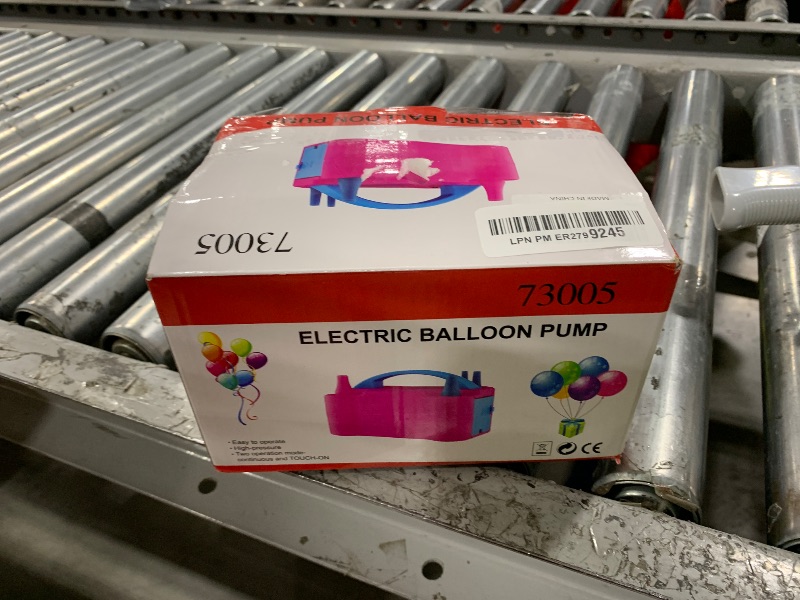 ELECTRIC BALLOON PUMP
MADE IN CHINA
LPN PM ER2799245
73005
73005
ELECTRIC BALLOON PUMP
• Easy to operate
• High-pressure
• Two operation mode-
continuous and TOUCH-ON
CE